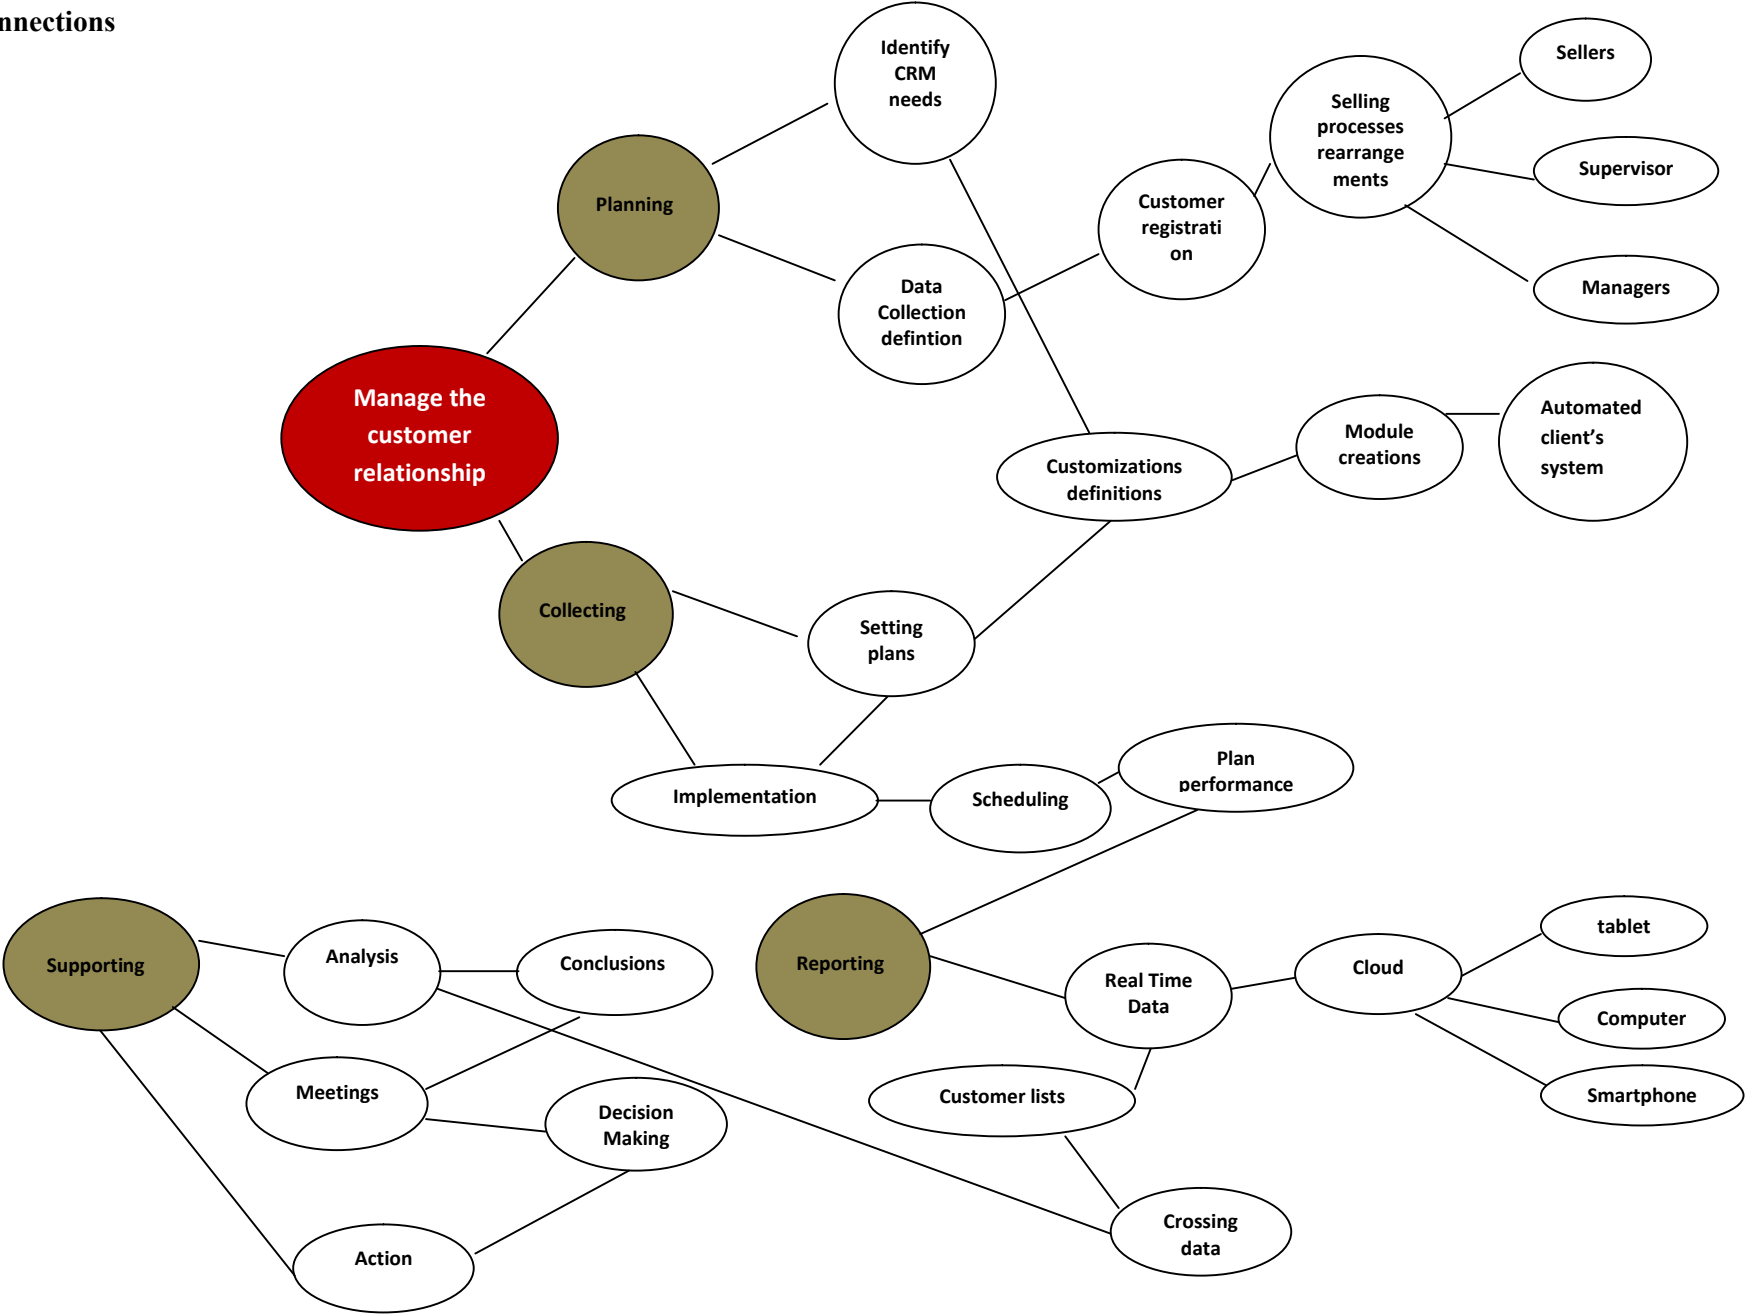 nnections
Identify
CRM
needs
Sellers
Selling
processes
rearrange
ments
Supervisor
Planning
Customer
registrati
on
Data
Collection
defintion
Managers
Manage the
customer
relationship
Automated
client's
system
Module
creations
Customizations
definitions
Collecting
Setting
plans
Plan
performance
Implementation
Scheduling
Supporting
Analysis
Conclusions
Reporting
Real Time
Data
Cloud
tablet
Computer
Smartphone
Meetings
Decision
Making
Customer lists
Action
Crossing
data